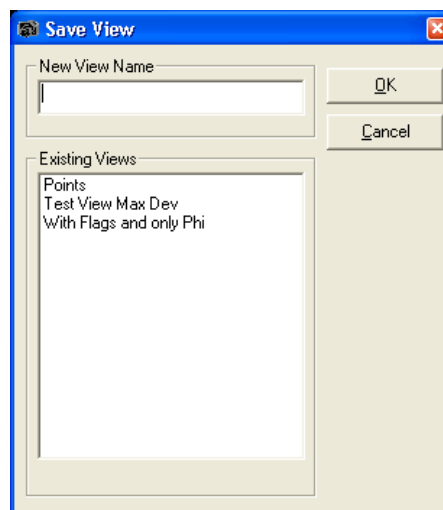 Save View
New View Name
OK
Cancel
Existing Views
Points
Test View Max Dev
With Flags and only Phi